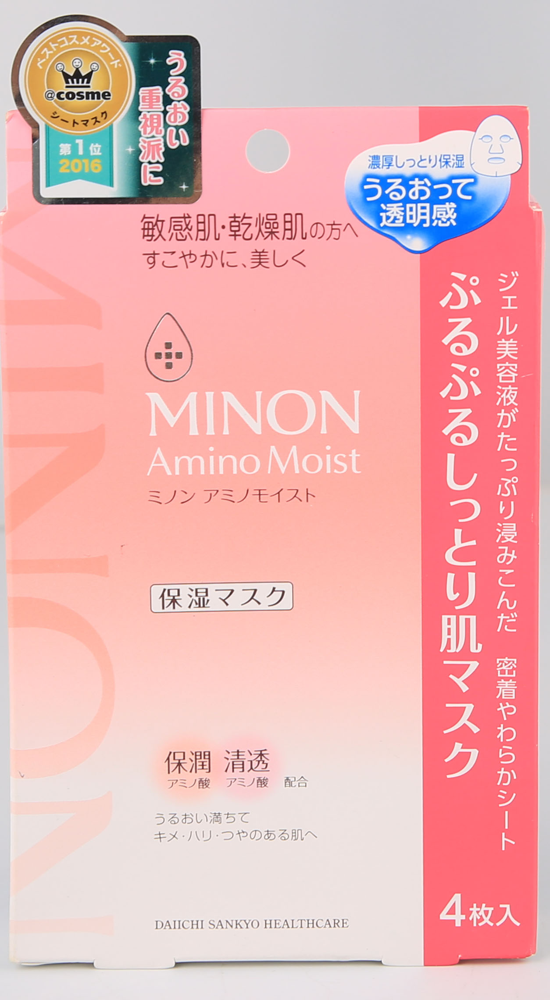 ベストコスメアワード
@cosme
シートマスク
第1位
2016
うるおい
重視派に
濃厚しっとり保湿
うるおって
透明感
敏感肌・乾燥肌の方へ
すこやかに、美しく
MINON
Amino Moist
ミノン アミノモイスト
保湿マスク
保潤 清透
アミノ酸 アミノ酸 配合
うるおい満ちて
キメ・ハリ・つやのある肌へ
DAIICHI SANKYO HEALTHCARE
ジェル美容液がたっぷり浸みこんだ 密着やわらかシート
ぷるぷるしっとり肌マスク
4枚入
MINON